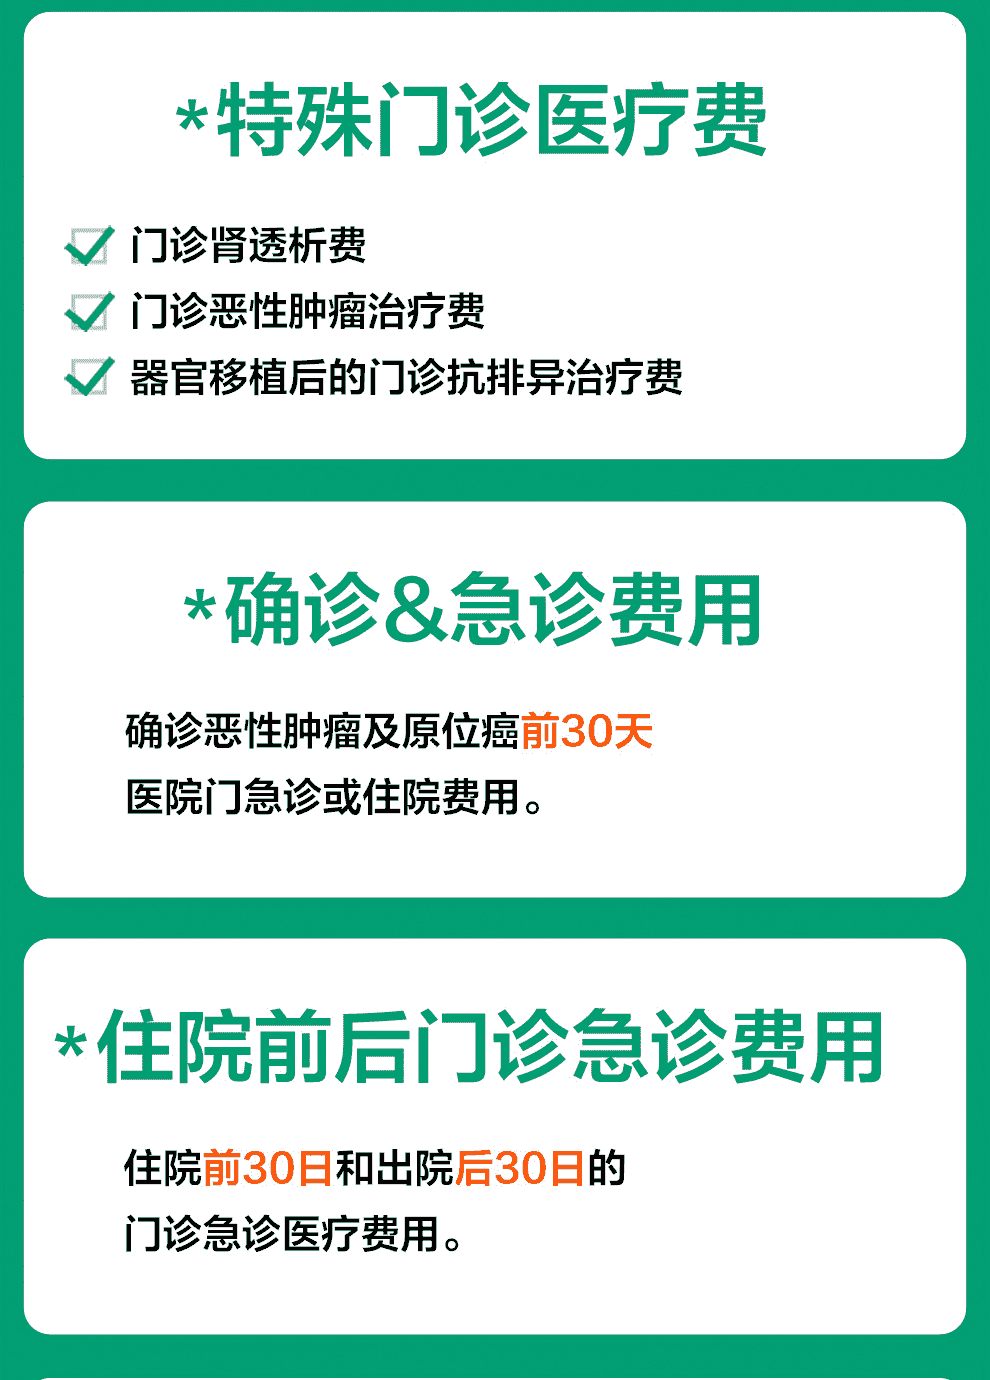 *特殊门诊医疗费
门诊肾透析费
门诊恶性肿瘤治疗费
器官移植后的门诊抗排异治疗费
*确诊&急诊费用
确诊恶性肿瘤及原位癌前30天
医院门急诊或住院费用。
*住院前后门诊急诊费用
住院前30日和出院后30日的
门诊急诊医疗费用。